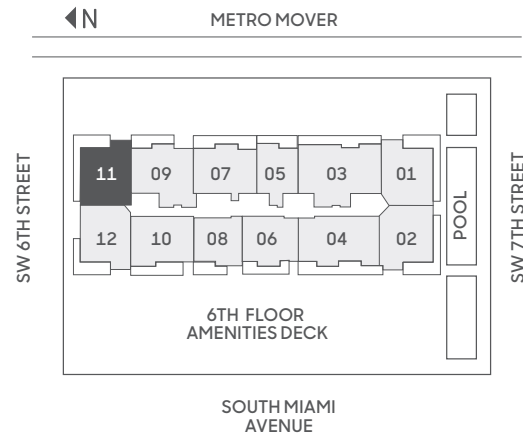 N
METRO MOVER
SW 6TH STREET
11 09 07 05 03 01
12 10 08 06 04 02
POOL
SW 7TH STREET
6TH FLOOR
AMENITIES DECK
SOUTH MIAMI
AVENUE